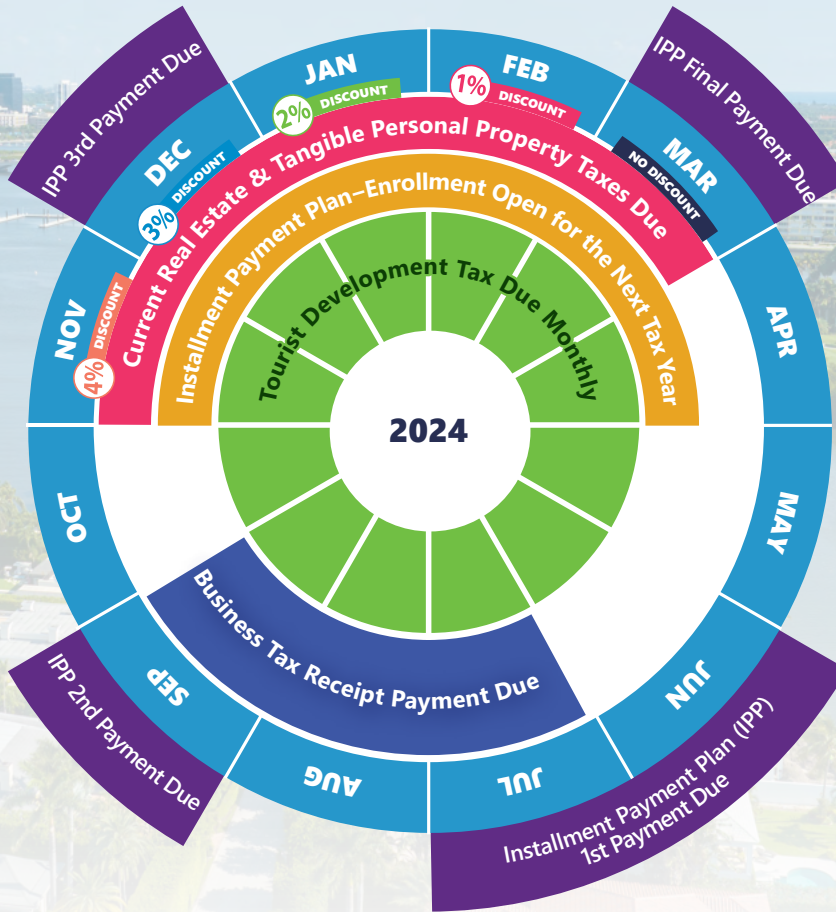 JAN
FEB
MAR
APR
MAY
JUN
JUL
AUG
SEP
OCT
NOV
DEC
IPP 3rd Payment Due
IPP Final Payment Due
4% DISCOUNT
3% DISCOUNT
2% DISCOUNT
1% DISCOUNT
NO DISCOUNT
Current Real Estate & Tangible Personal Property Taxes Due
Installment Payment Plan–Enrollment Open for the Next Tax Year
Tourist Development Tax Due Monthly
2024
Business Tax Receipt Payment Due
IPP 2nd Payment Due
Installment Payment Plan (IPP)
1st Payment Due